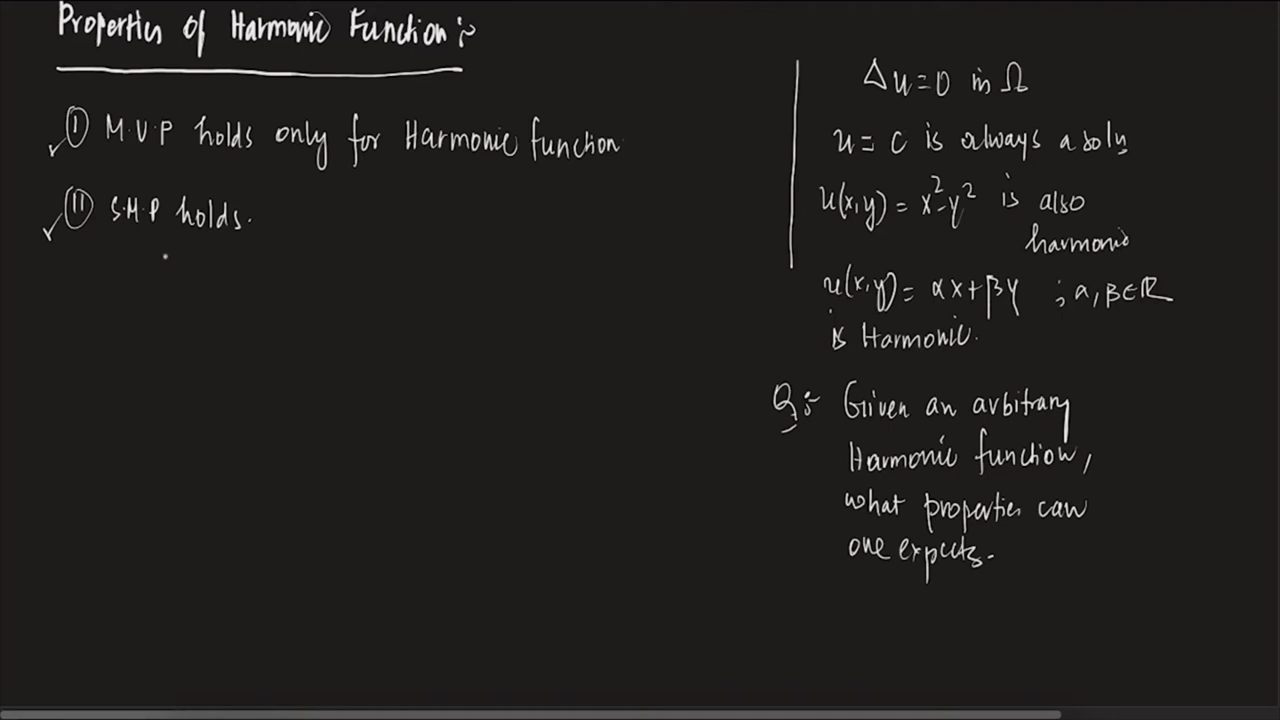 Properties of Harmonic Function :-
(I) M.V.P holds only for Harmonic function
(II) S.M.P holds.
Δu=0 in Ω
u = c is always a soln
u(x,y) = x²-y² is also
harmonic
u(x,y) = αx+βy ; α,β∈ℝ
is Harmonic.
Q:- Given an arbitrary
Harmonic function,
what properties can
one expects.